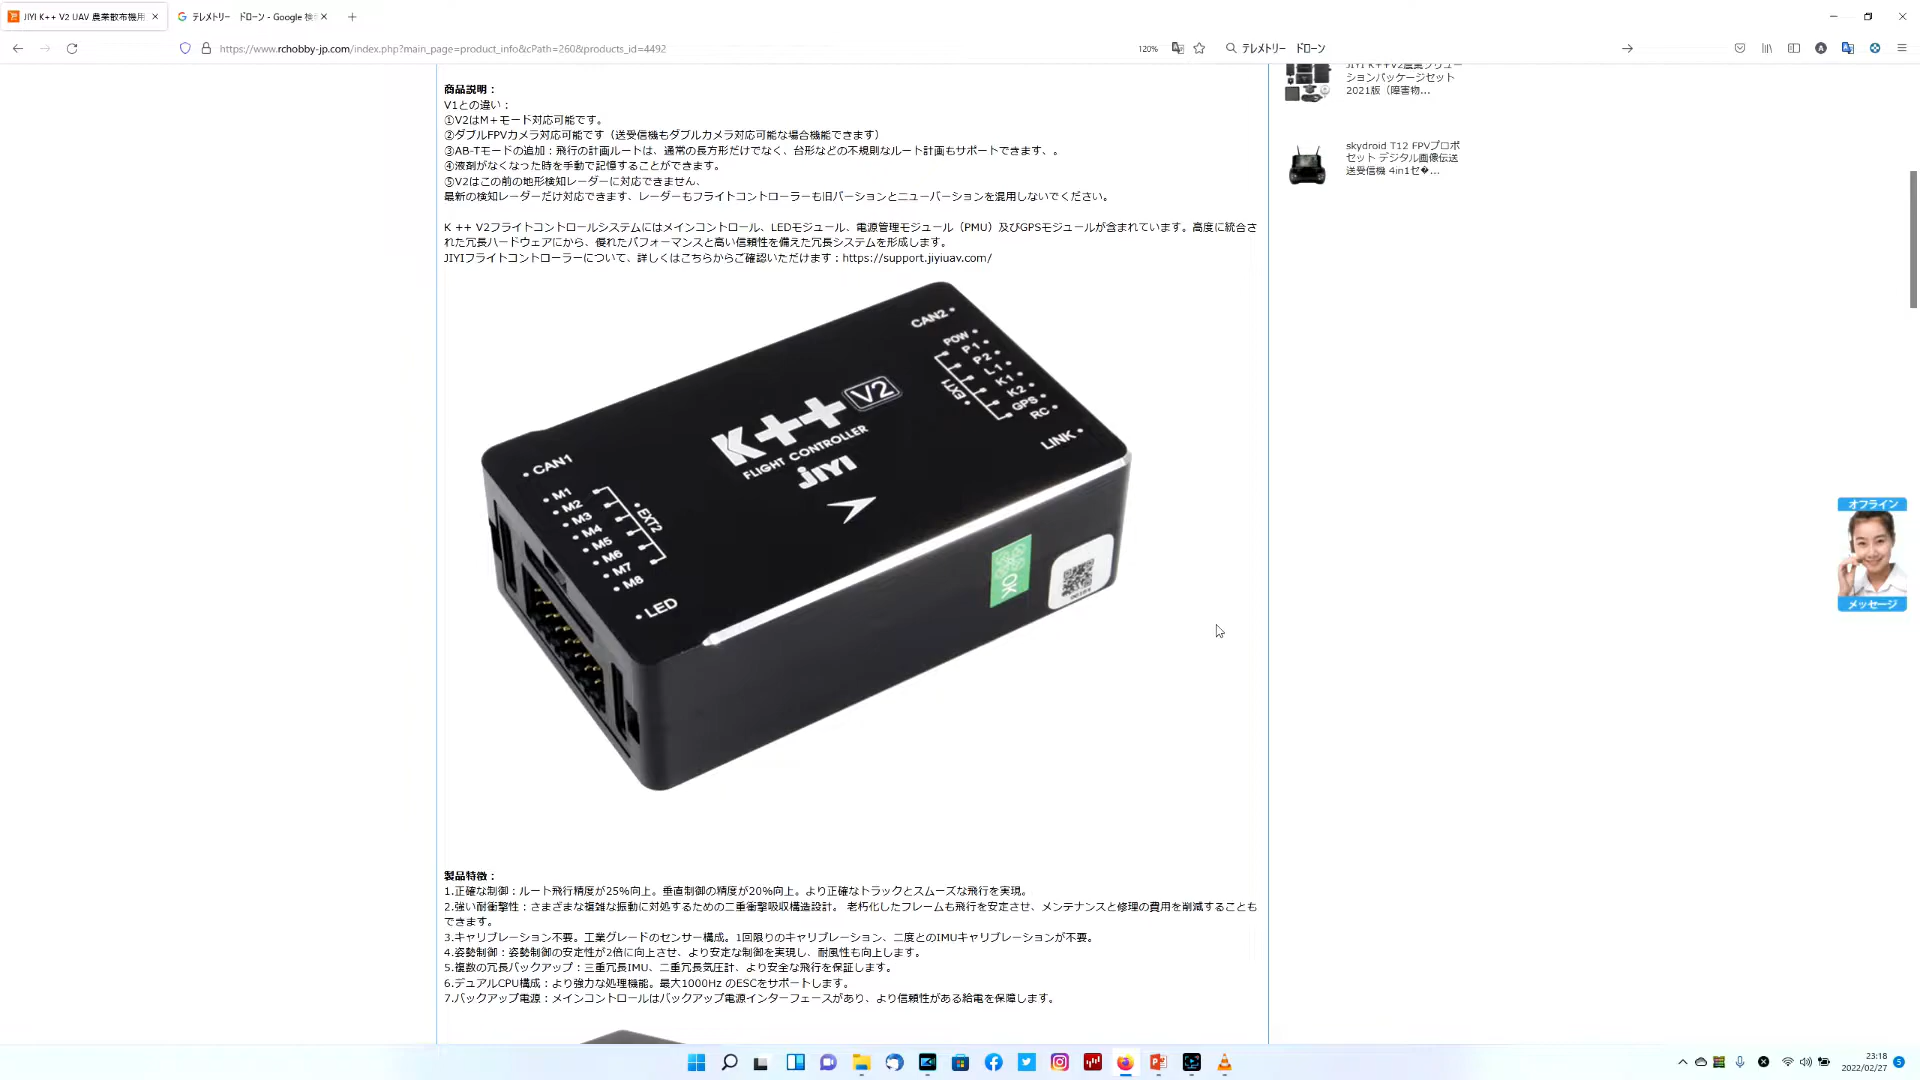 JIYI K++ V2 UAV 農業散布機用
テレメトリー ドローン - Google 検
https://www.rchobby-jp.com/index.php?main_page=product_info&cPath=260&products_id=4492
120%
テレメトリー ドローン
商品説明：
V1との違い：
①V2はM＋モード対応可能です。
②ダブルFPVカメラ対応可能です（送受信機もダブルカメラ対応可能な場合機能できます）
③AB-Tモードの追加：飛行の計画ルートは、通常の長方形だけでなく、台形などの不規則なルート計画もサポートできます、。
④液剤がなくなった時を手動で記憶することができます。
⑤V2はこの前の地形検知レーダーに対応できません、
最新の検知レーダーだけ対応できます、レーダーもフライトコントローラーも旧バーションとニューバーションを混用しないでください。
K ++ V2フライトコントロールシステムにはメインコントロール、LEDモジュール、電源管理モジュール（PMU）及びGPSモジュールが含まれています。高度に統合さ
れた冗長ハードウェアにから、優れたパフォーマンスと高い信頼性を備えた冗長システムを形成します。
JIYIフライトコントローラーについて、詳しくはこちらからご確認いただけます：https://support.jiyiuav.com/
CAN2
POW
P1
P2
L1
K1
K2
GPS
RC
EXT1
LINK
K++ V2
FLIGHT CONTROLLER
JIYI
CAN1
M1
M2
M3
M4
M5
M6
M7
M8
EXT2
LED
OK
製品特徴：
1.正確な制御：ルート飛行精度が25%向上。垂直制御の精度が20%向上。より正確なトラックとスムーズな飛行を実現。
2.強い耐衝撃性：さまざまな複雑な振動に対処するための二重衝撃吸収構造設計。 老朽化したフレームも飛行を安定させ、メンテナンスと修理の費用を削減することも
できます。
3.キャリブレーション不要。工業グレードのセンサー構成。1回限りのキャリブレーション、二度とのIMUキャリブレーションが不要。
4.姿勢制御：姿勢制御の安定性が2倍に向上させ、より安定な制御を実現し、耐風性も向上します。
5.複数の冗長バックアップ：三重冗長IMU、二重冗長気圧計、より安全な飛行を保証します。
6.デュアルCPU構成：より強力な処理機能。最大1000Hz のESCをサポートします。
7.バックアップ電源：メインコントロールはバックアップ電源インターフェースがあり、より信頼性がある給電を保障します。
JIYI K++V2農業ソリュー
ションパッケージセット
2021版（障害物...
skydroid T12 FPVプロポ
セット デジタル画像伝送
送受信機 4in1セ�...
オフライン
メッセージ
23:18
2022/02/27
5